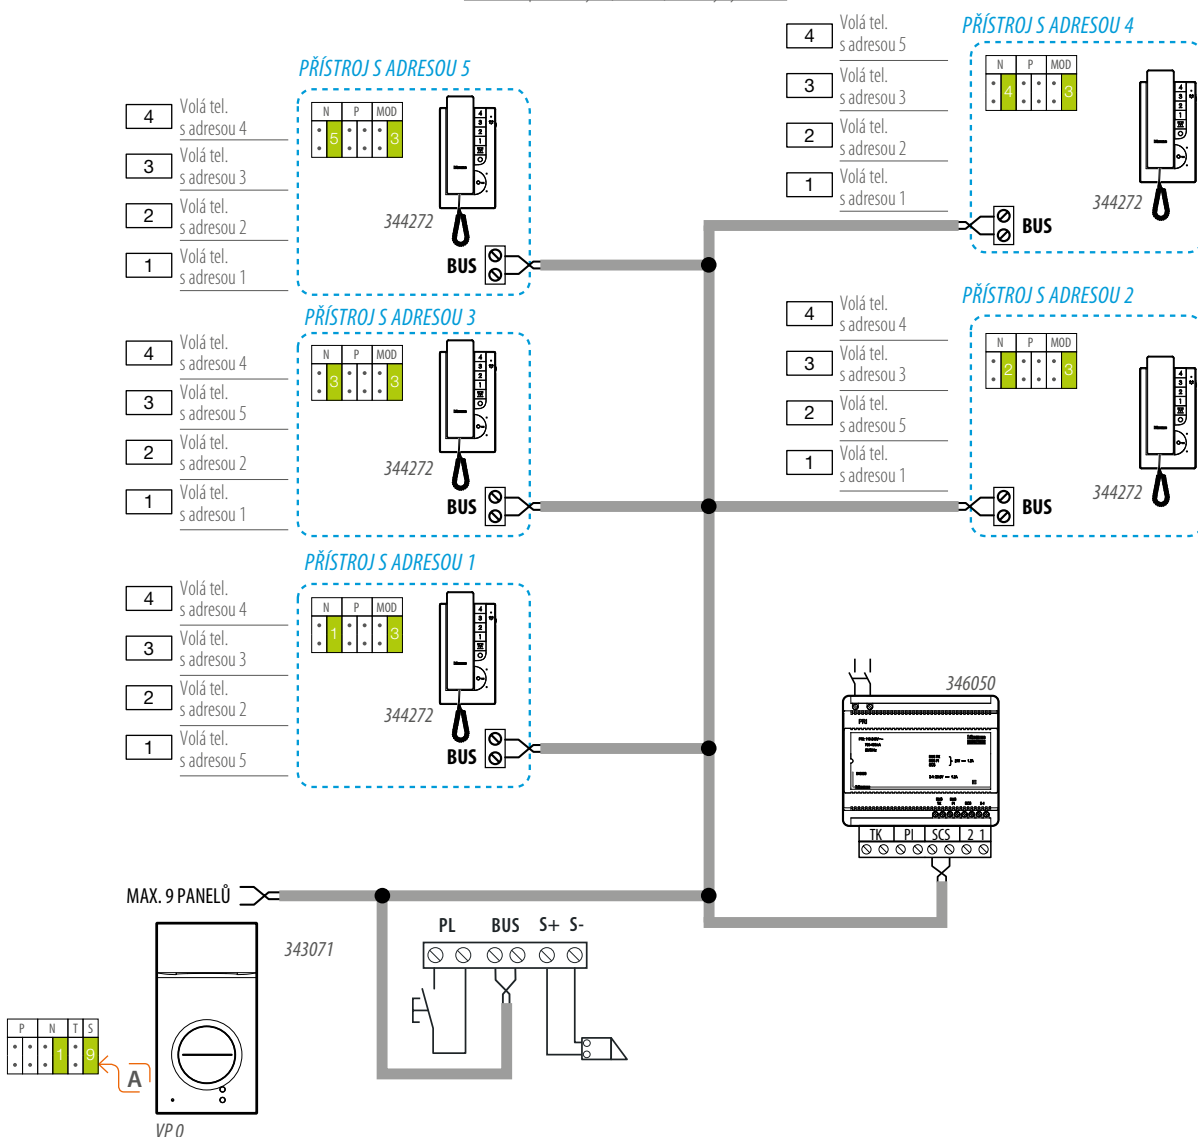 PŘÍSTROJ S ADRESOU 5
4 Volá tel.
s adresou 4
3 Volá tel.
s adresou 3
2 Volá tel.
s adresou 2
1 Volá tel.
s adresou 1
N P MOD
5 3
344272
BUS
PŘÍSTROJ S ADRESOU 4
4 Volá tel.
s adresou 5
3 Volá tel.
s adresou 3
2 Volá tel.
s adresou 2
1 Volá tel.
s adresou 1
N P MOD
4 3
344272
BUS
PŘÍSTROJ S ADRESOU 3
4 Volá tel.
s adresou 4
3 Volá tel.
s adresou 5
2 Volá tel.
s adresou 2
1 Volá tel.
s adresou 1
N P MOD
3 3
344272
BUS
PŘÍSTROJ S ADRESOU 2
4 Volá tel.
s adresou 4
3 Volá tel.
s adresou 3
2 Volá tel.
s adresou 5
1 Volá tel.
s adresou 1
N P MOD
2 3
344272
BUS
PŘÍSTROJ S ADRESOU 1
4 Volá tel.
s adresou 4
3 Volá tel.
s adresou 3
2 Volá tel.
s adresou 2
1 Volá tel.
s adresou 5
N P MOD
1 3
344272
BUS
346050
PRI
TK PI SCS 2 1
MAX. 9 PANELŮ
343071
PL BUS S+ S-
P N T S
1 9
A
VP 0